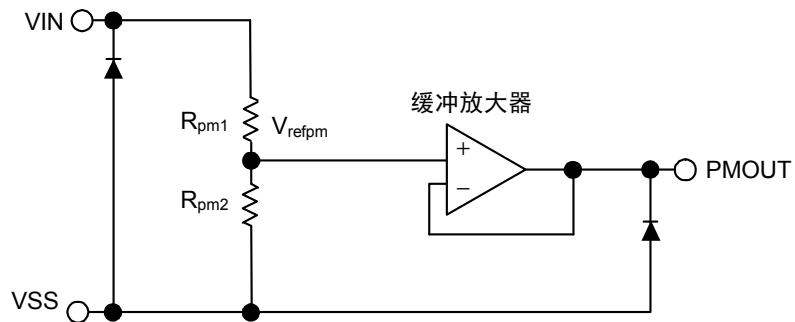 VIN
缓冲放大器
Rpm1
Vrefpm
+
−
PMOUT
Rpm2
VSS